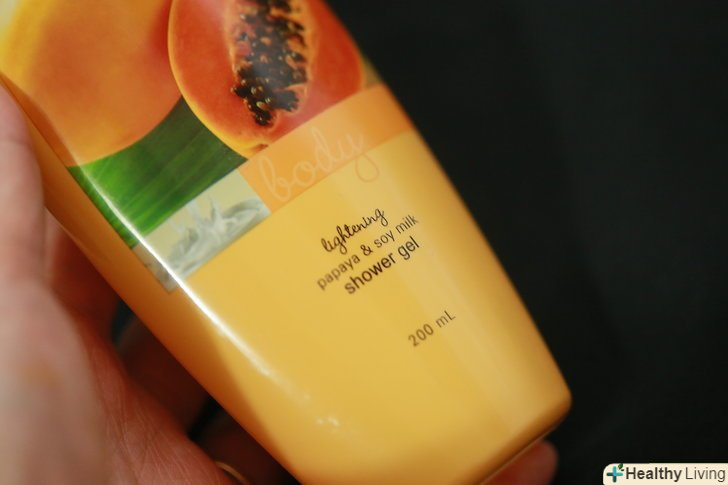 body
lightening
papaya & soy milk
shower gel
200 mL
Healthy Living